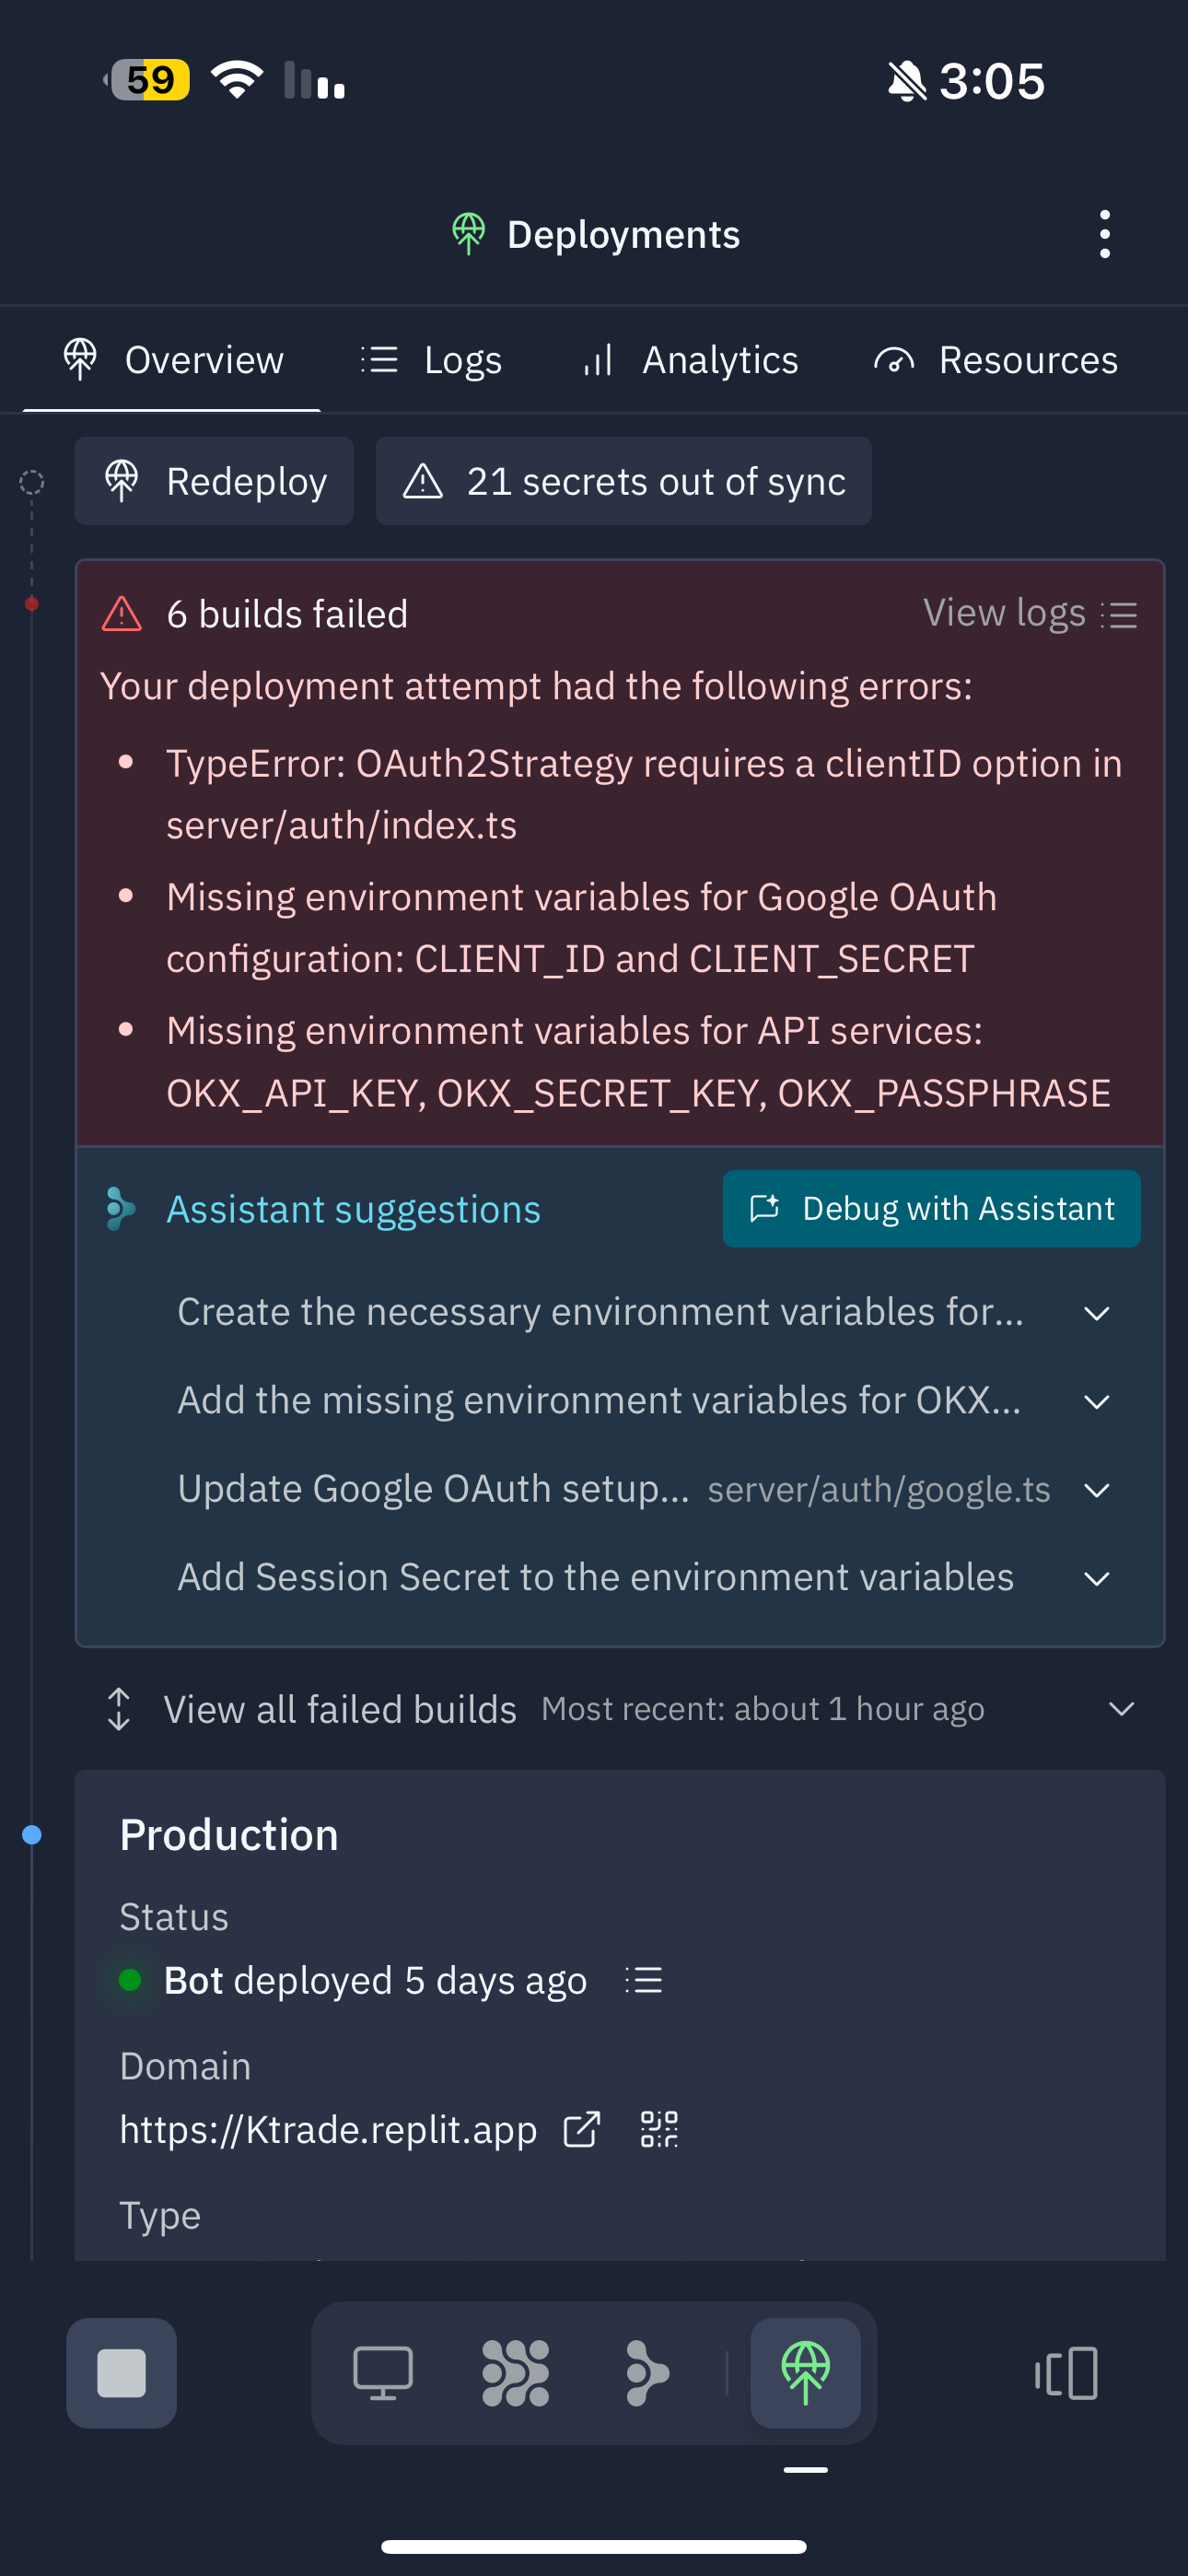 59
3:05
Deployments
Overview
Logs
Analytics
Resources
Redeploy
21 secrets out of sync
6 builds failed
View logs
Your deployment attempt had the following errors:
• TypeError: OAuth2Strategy requires a clientID option in
server/auth/index.ts
• Missing environment variables for Google OAuth
configuration: CLIENT_ID and CLIENT_SECRET
• Missing environment variables for API services:
OKX_API_KEY, OKX_SECRET_KEY, OKX_PASSPHRASE
Assistant suggestions
Debug with Assistant
Create the necessary environment variables for...
Add the missing environment variables for OKX...
Update Google OAuth setup... server/auth/google.ts
Add Session Secret to the environment variables
View all failed builds Most recent: about 1 hour ago
Production
Status
Bot deployed 5 days ago
Domain
https://Ktrade.replit.app
Type